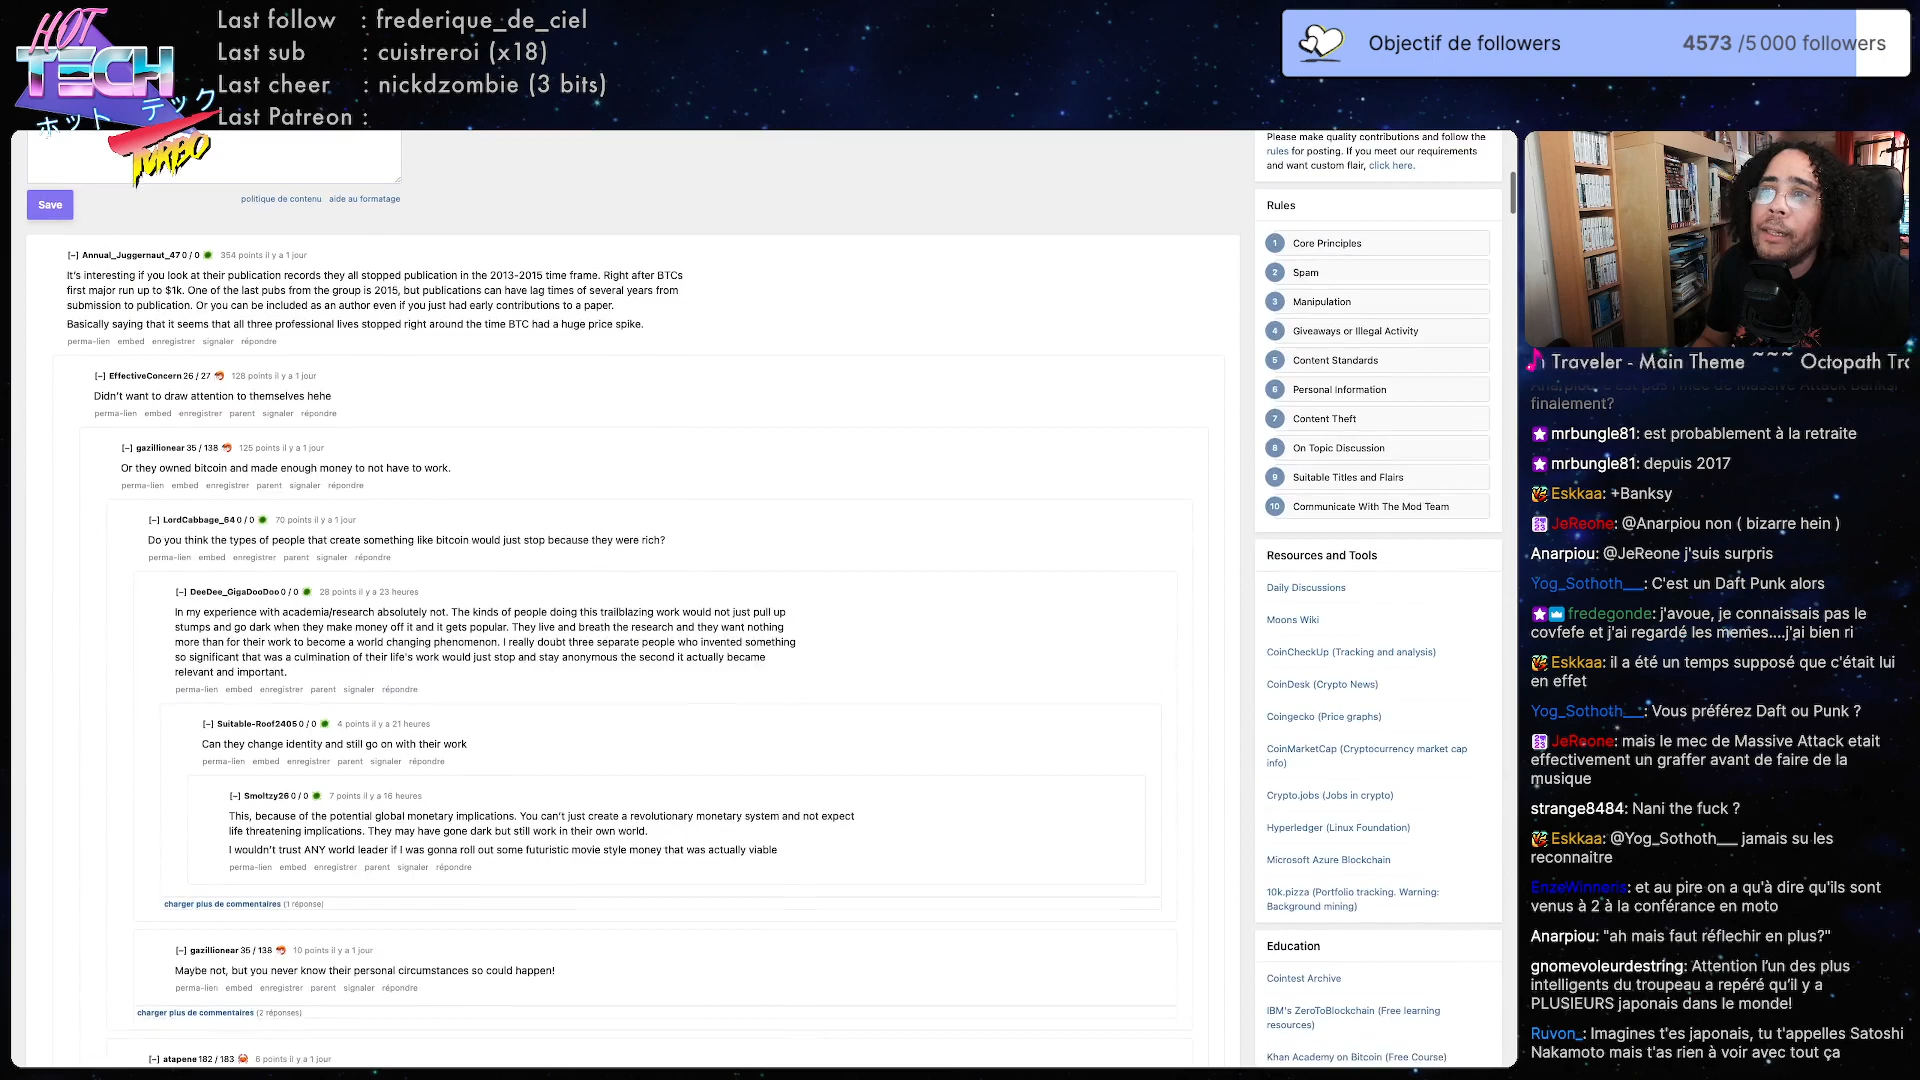 HOT
TECH
ホット テック
TURBO
Last follow : frederique_de_ciel
Last sub : cuistreroi (x18)
Last cheer : nickdzombie (3 bits)
Last Patreon :
Objectif de followers 4573 /5 000 followers
Save
politique de contenu aide au formatage
[–] Annual_Juggernaut_47 0 / 0 354 points il y a 1 jour
It's interesting if you look at their publication records they all stopped publication in the 2013-2015 time frame. Right after BTCs
first major run up to $1k. One of the last pubs from the group is 2015, but publications can have lag times of several years from
submission to publication. Or you can be included as an author even if you just had early contributions to a paper.
Basically saying that it seems that all three professional lives stopped right around the time BTC had a huge price spike.
perma-lien embed enregistrer signaler répondre
[–] EffectiveConcern 26 / 27 128 points il y a 1 jour
Didn't want to draw attention to themselves hehe
perma-lien embed enregistrer parent signaler répondre
[–] gazillionear 35 / 138 125 points il y a 1 jour
Or they owned bitcoin and made enough money to not have to work.
perma-lien embed enregistrer parent signaler répondre
[–] LordCabbage_64 0 / 0 70 points il y a 1 jour
Do you think the types of people that create something like bitcoin would just stop because they were rich?
perma-lien embed enregistrer parent signaler répondre
[–] DeeDee_GigaDooDoo 0 / 0 28 points il y a 23 heures
In my experience with academia/research absolutely not. The kinds of people doing this trailblazing work would not just pull up
stumps and go dark when they make money off it and it gets popular. They live and breath the research and they want nothing
more than for their work to become a world changing phenomenon. I really doubt three separate people who invented something
so significant that was a culmination of their life's work would just stop and stay anonymous the second it actually became
relevant and important.
perma-lien embed enregistrer parent signaler répondre
[–] Suitable-Roof2405 0 / 0 4 points il y a 21 heures
Can they change identity and still go on with their work
perma-lien embed enregistrer parent signaler répondre
[–] Smoltzy26 0 / 0 7 points il y a 16 heures
This, because of the potential global monetary implications. You can't just create a revolutionary monetary system and not expect
life threatening implications. They may have gone dark but still work in their own world.
I wouldn't trust ANY world leader if I was gonna roll out some futuristic movie style money that was actually viable
perma-lien embed enregistrer parent signaler répondre
charger plus de commentaires (1 réponse)
[–] gazillionear 35 / 138 10 points il y a 1 jour
Maybe not, but you never know their personal circumstances so could happen!
perma-lien embed enregistrer parent signaler répondre
charger plus de commentaires (2 réponses)
[–] atapene 182 / 183 6 points il y a 1 jour
Please make quality contributions and follow the
rules for posting. If you meet our requirements
and want custom flair, click here.
Rules
1 Core Principles
2 Spam
3 Manipulation
4 Giveaways or Illegal Activity
5 Content Standards
6 Personal Information
7 Content Theft
8 On Topic Discussion
9 Suitable Titles and Flairs
10 Communicate With The Mod Team
Resources and Tools
Daily Discussions
Moons Wiki
CoinCheckUp (Tracking and analysis)
CoinDesk (Crypto News)
Coingecko (Price graphs)
CoinMarketCap (Cryptocurrency market cap
info)
Crypto.jobs (Jobs in crypto)
Hyperledger (Linux Foundation)
Microsoft Azure Blockchain
10k.pizza (Portfolio tracking. Warning:
Background mining)
Education
Cointest Archive
IBM's ZeroToBlockchain (Free learning
resources)
Khan Academy on Bitcoin (Free Course)
Traveler - Main Theme ~~~ Octopath Tra
finalement?
mrbungle81: est probablement à la retraite
mrbungle81: depuis 2017
Eskkaa: +Banksy
JeReone: @Anarpiou non ( bizarre hein )
Anarpiou: @JeReone j'suis surpris
Yog_Sothoth___: C'est un Daft Punk alors
fredegonde: j'avoue, je connaissais pas le
covfefe et j'ai regardé les memes....j'ai bien ri
Eskkaa: il a été un temps supposé que c'était lui
en effet
Yog_Sothoth___: Vous préférez Daft ou Punk ?
JeReone: mais le mec de Massive Attack etait
effectivement un graffer avant de faire de la
musique
strange8484: Nani the fuck ?
Eskkaa: @Yog_Sothoth___ jamais su les
reconnaitre
EnzeWinneris: et au pire on a qu'à dire qu'ils sont
venus à 2 à la conférance en moto
Anarpiou: "ah mais faut réflechir en plus?"
gnomevoleurdestring: Attention l'un des plus
intelligents du troupeau a repéré qu'il y a
PLUSIEURS japonais dans le monde!
Ruvon_: Imagines t'es japonais, tu t'appelles Satoshi
Nakamoto mais t'as rien à voir avec tout ça